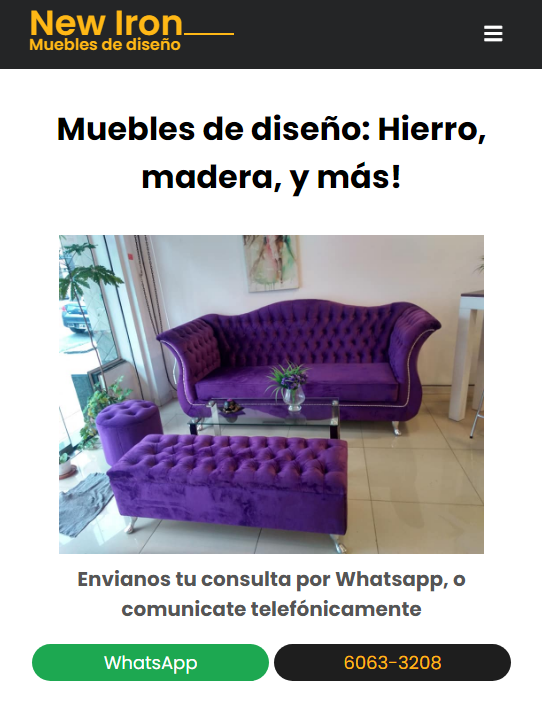 New Iron
Muebles de diseño
Muebles de diseño: Hierro,
madera, y más!
Envianos tu consulta por Whatsapp, o
comunicate telefónicamente
WhatsApp
6063-3208